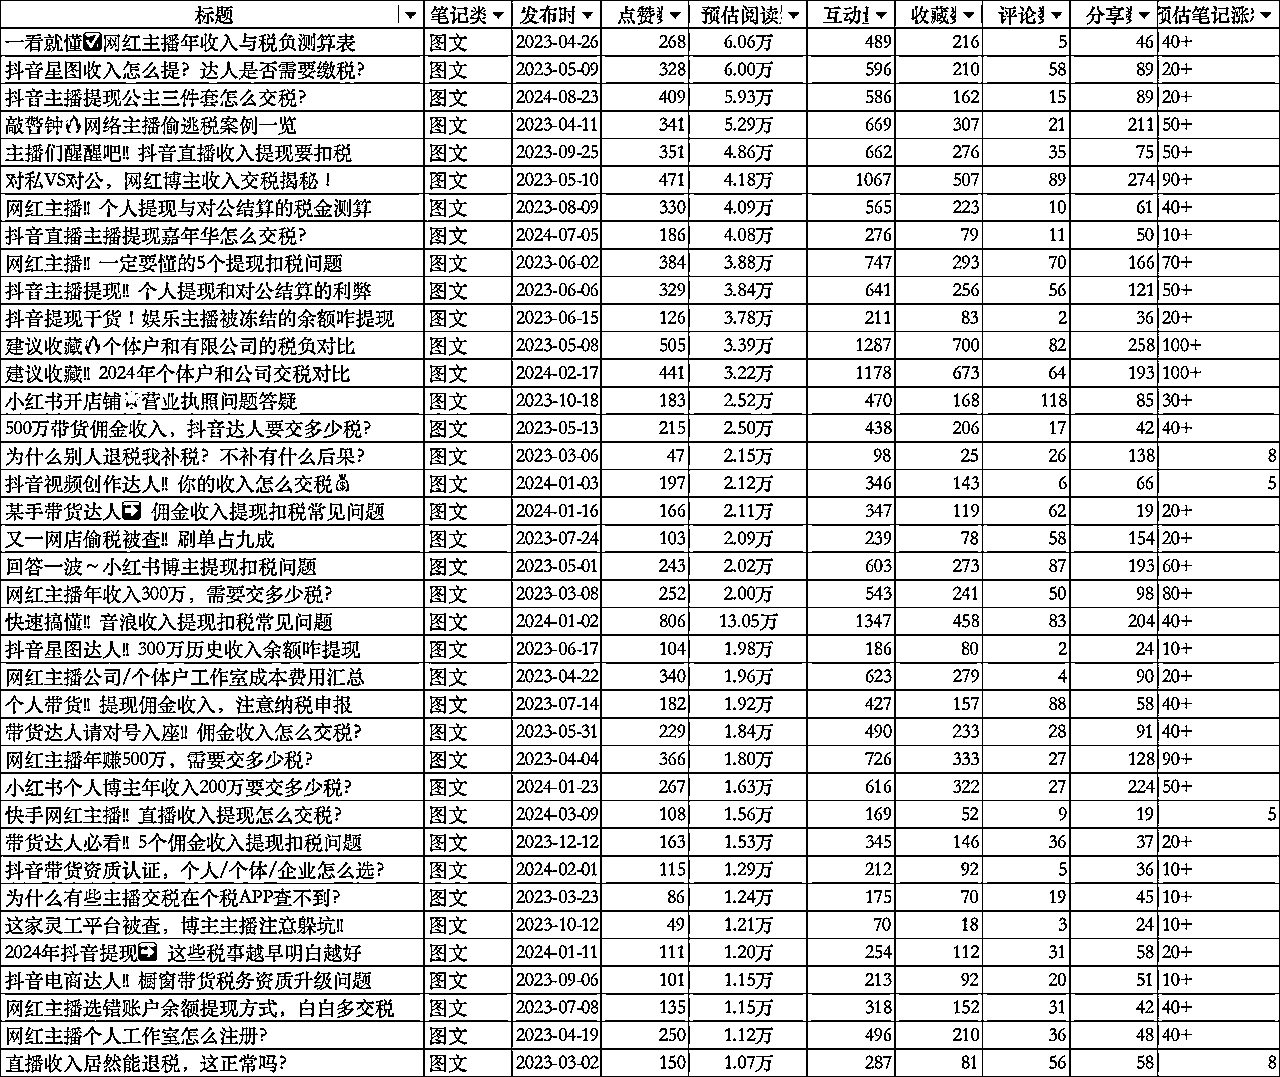 标题 笔记类 发布时 点赞数 预估阅读 互动量 收藏数 评论数 分享数 预估笔记涨
一看就懂✅网红主播年收入与税负测算表 图文 2023-04-26 268 6.06万 489 216 5 46 40+
抖音星图收入怎么提？达人是否需要缴税？ 图文 2023-05-09 328 6.00万 596 210 58 89 20+
抖音主播提现公主三件套怎么交税？ 图文 2024-08-23 409 5.93万 586 162 15 89 20+
敲警钟🔥网络主播偷逃税案例一览 图文 2023-04-11 341 5.29万 669 307 21 211 50+
主播们醒醒吧‼️ 抖音直播收入提现要扣税 图文 2023-09-25 351 4.86万 662 276 35 75 50+
对私VS对公，网红博主收入交税揭秘！ 图文 2023-05-10 471 4.18万 1067 507 89 274 90+
网红主播‼️ 个人提现与对公结算的税金测算 图文 2023-08-09 330 4.09万 565 223 10 61 40+
抖音直播主播提现嘉年华怎么交税？ 图文 2024-07-05 186 4.08万 276 79 11 50 10+
网红主播‼️ 一定要懂的5个提现扣税问题 图文 2023-06-02 384 3.88万 747 293 70 166 70+
抖音主播提现‼️ 个人提现和对公结算的利弊 图文 2023-06-06 329 3.84万 641 256 56 121 50+
抖音提现干货！娱乐主播被冻结的余额咋提现 图文 2023-06-15 126 3.78万 211 83 2 36 20+
建议收藏🔥个体户和有限公司的税负对比 图文 2023-05-08 505 3.39万 1287 700 82 258 100+
建议收藏‼️ 2024年个体户和公司交税对比 图文 2024-02-17 441 3.22万 1178 673 64 193 100+
小红书开店铺营业执照问题答疑 图文 2023-10-18 183 2.52万 470 168 118 85 30+
500万带货佣金收入，抖音达人要交多少税？ 图文 2023-05-13 215 2.50万 438 206 17 42 40+
为什么别人退税我补税？不补有什么后果？ 图文 2023-03-06 47 2.15万 98 25 26 138 8
抖音视频创作达人‼️ 你的收入怎么交税💰 图文 2024-01-03 197 2.12万 346 143 6 66 5
某手带货达人➡️ 佣金收入提现扣税常见问题 图文 2024-01-16 166 2.11万 347 119 62 19 20+
又一网店偷税被查‼️ 刷单占九成 图文 2023-07-24 103 2.09万 239 78 58 154 20+
回答一波～小红书博主提现扣税问题 图文 2023-05-01 243 2.02万 603 273 87 193 60+
网红主播年收入300万，需要交多少税？ 图文 2023-03-08 252 2.00万 543 241 50 98 80+
快速搞懂‼️ 音浪收入提现扣税常见问题 图文 2024-01-02 806 13.05万 1347 458 83 204 40+
抖音星图达人‼️ 300万历史收入余额咋提现 图文 2023-06-17 104 1.98万 186 80 2 24 10+
网红主播公司/个体户工作室成本费用汇总 图文 2023-04-22 340 1.96万 623 279 4 90 20+
个人带货‼️ 提现佣金收入，注意纳税申报 图文 2023-07-14 182 1.92万 427 157 88 58 40+
带货达人请对号入座‼️ 佣金收入怎么交税？ 图文 2023-05-31 229 1.84万 490 233 28 91 40+
网红主播年赚500万，需要交多少税？ 图文 2023-04-04 366 1.80万 726 333 27 128 90+
小红书个人博主年收入200万要交多少税？ 图文 2024-01-23 267 1.63万 616 322 27 224 50+
快手网红主播‼️ 直播收入提现怎么交税？ 图文 2024-03-09 108 1.56万 169 52 9 19 5
带货达人必看‼️ 5个佣金收入提现扣税问题 图文 2023-12-12 163 1.53万 345 146 36 37 20+
抖音带货资质认证，个人/个体/企业怎么选？ 图文 2024-02-01 115 1.29万 212 92 5 36 10+
为什么有些主播交税在个税APP查不到？ 图文 2023-03-23 86 1.24万 175 70 19 45 10+
这家灵工平台被查，博主主播注意躲坑‼️ 图文 2023-10-12 49 1.21万 70 18 3 24 10+
2024年抖音提现➡️ 这些税事越早明白越好 图文 2024-01-11 111 1.20万 254 112 31 58 20+
抖音电商达人‼️ 橱窗带货税务资质升级问题 图文 2023-09-06 101 1.15万 213 92 20 51 10+
网红主播选错账户余额提现方式，白白多交税 图文 2023-07-08 135 1.15万 318 152 31 42 40+
网红主播个人工作室怎么注册？ 图文 2023-04-19 250 1.12万 496 210 36 48 40+
直播收入居然能退税，这正常吗？ 图文 2023-03-02 150 1.07万 287 81 56 58 8